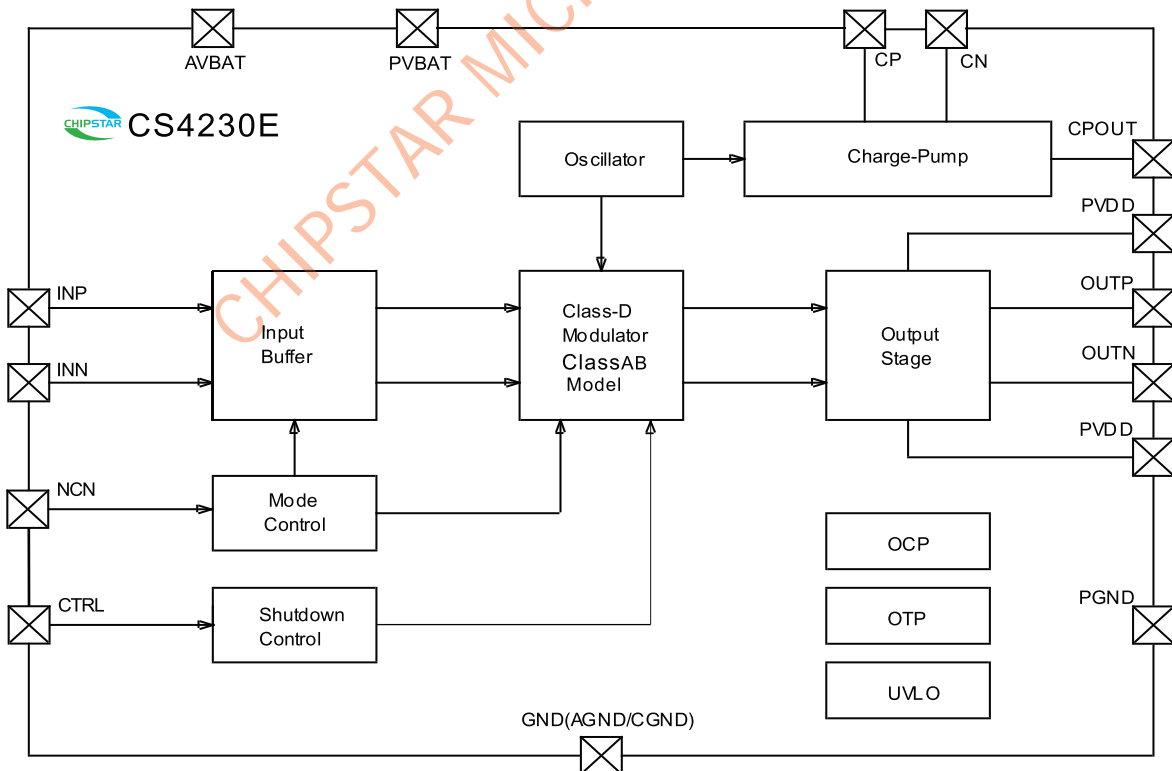 AVBAT
PVBAT
CP
CN
CHIPSTAR CS4230E
CHIPSTAR MIC
Oscillator
Charge-Pump
CPOUT
PVDD
INP
INN
Input
Buffer
Class-D
Modulator
ClassAB
Model
Output
Stage
OUTP
OUTN
PVDD
NCN
Mode
Control
OCP
CTRL
Shutdown
Control
OTP
PGND
UVLO
GND(AGND/CGND)